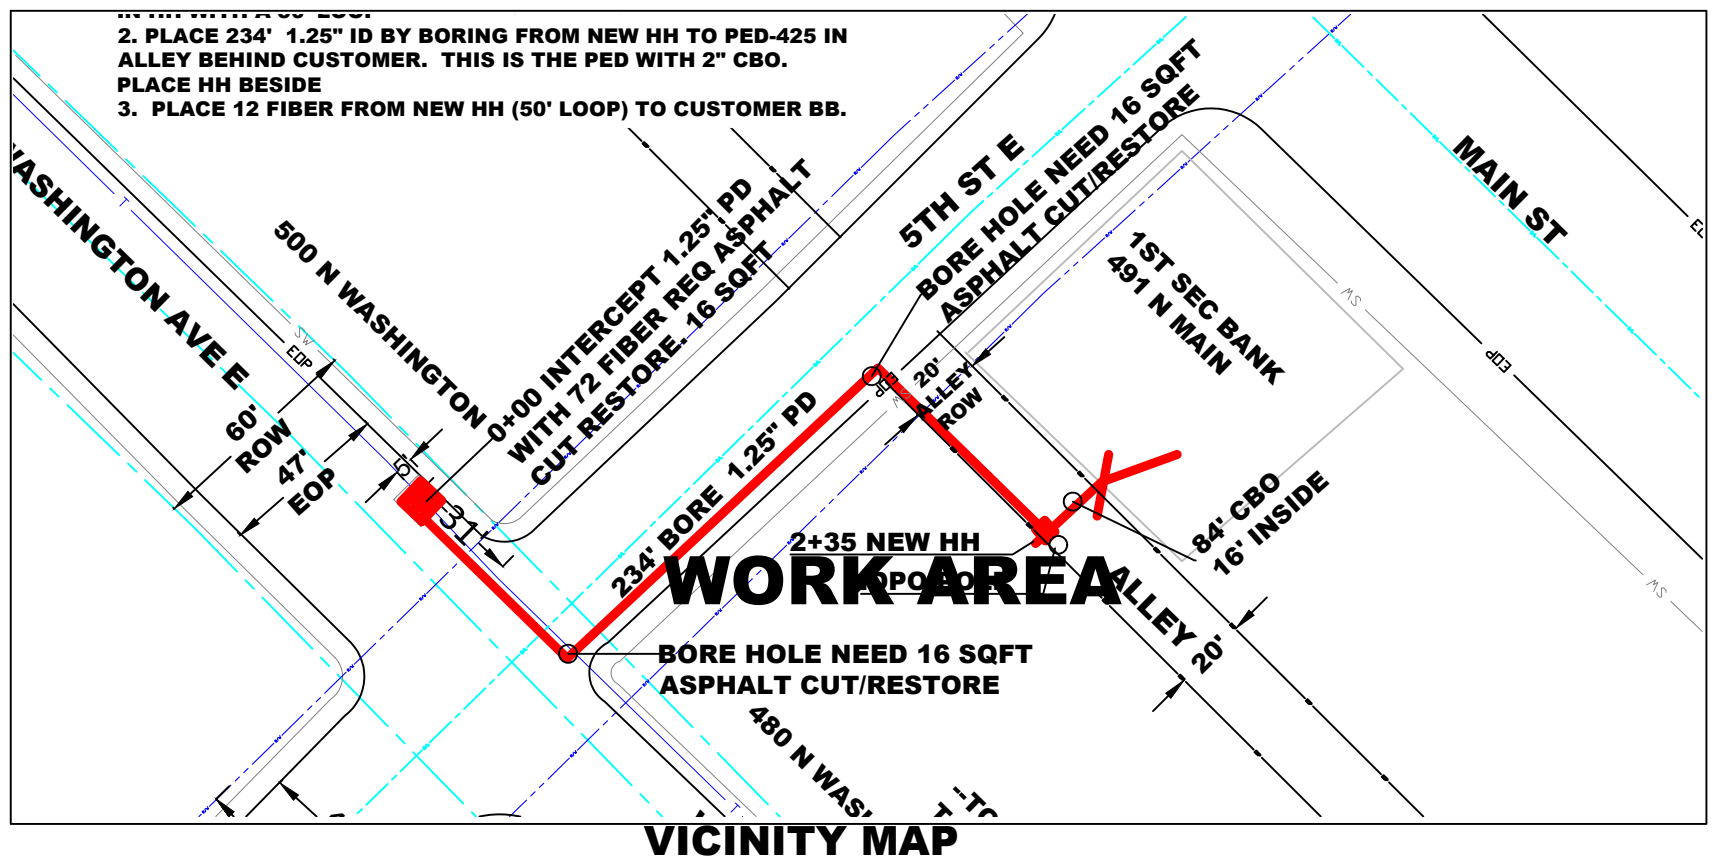 2. PLACE 234' 1.25" ID BY BORING FROM NEW HH TO PED-425 IN
ALLEY BEHIND CUSTOMER. THIS IS THE PED WITH 2" CBO.
PLACE HH BESIDE
3. PLACE 12 FIBER FROM NEW HH (50' LOOP) TO CUSTOMER BB.
WASHINGTON AVE E
500 N WASHINGTON
0+00 INTERCEPT 1.25" PD
WITH 72 FIBER REQ ASPHALT
CUT RESTORE. 16 SQFT
5TH ST E
BORE HOLE NEED 16 SQFT
ASPHALT CUT/RESTORE
MAIN ST
1ST SEC BANK
491 N MAIN
SW
EOP
60'
ROW
47'
EOP
5'
31'
234' BORE 1.25" PD
20'
ALLEY
ROW
EOP
SW
SW
EOP
SW
84' CBO
16' INSIDE
2+35 NEW HH
WORK AREA
ALLEY 20'
BORE HOLE NEED 16 SQFT
ASPHALT CUT/RESTORE
480 N WASH
T
T
VICINITY MAP